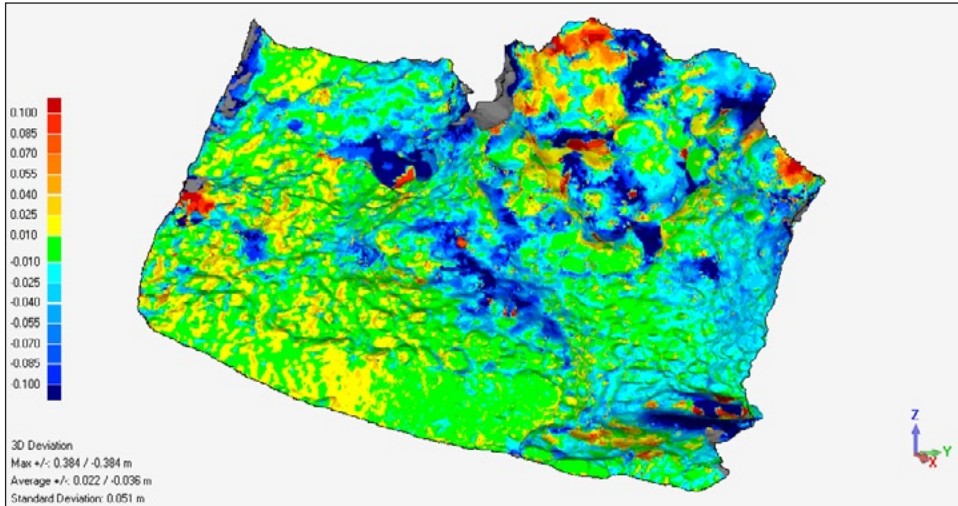 0.100
0.085
0.070
0.055
0.040
0.025
0.010
-0.010
-0.025
-0.040
-0.055
-0.070
-0.085
-0.100
3D Deviation
Max +/-: 0.384 / -0.384 m
Average +/-: 0.022 / -0.036 m
Standard Deviation: 0.051 m
Z
Y
X